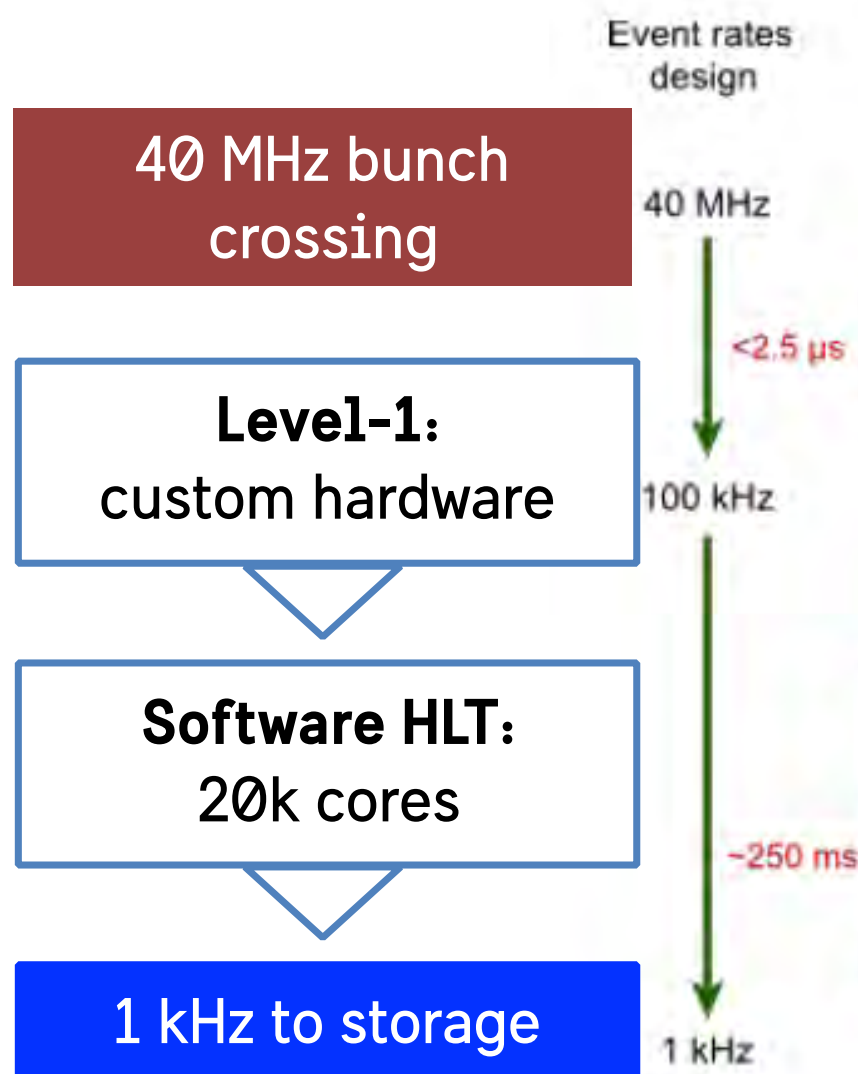 Event rates
design
40 MHz bunch
crossing
40 MHz
<2.5 µs
Level-1:
custom hardware
100 kHz
Software HLT:
20k cores
~250 ms
1 kHz to storage
1 kHz